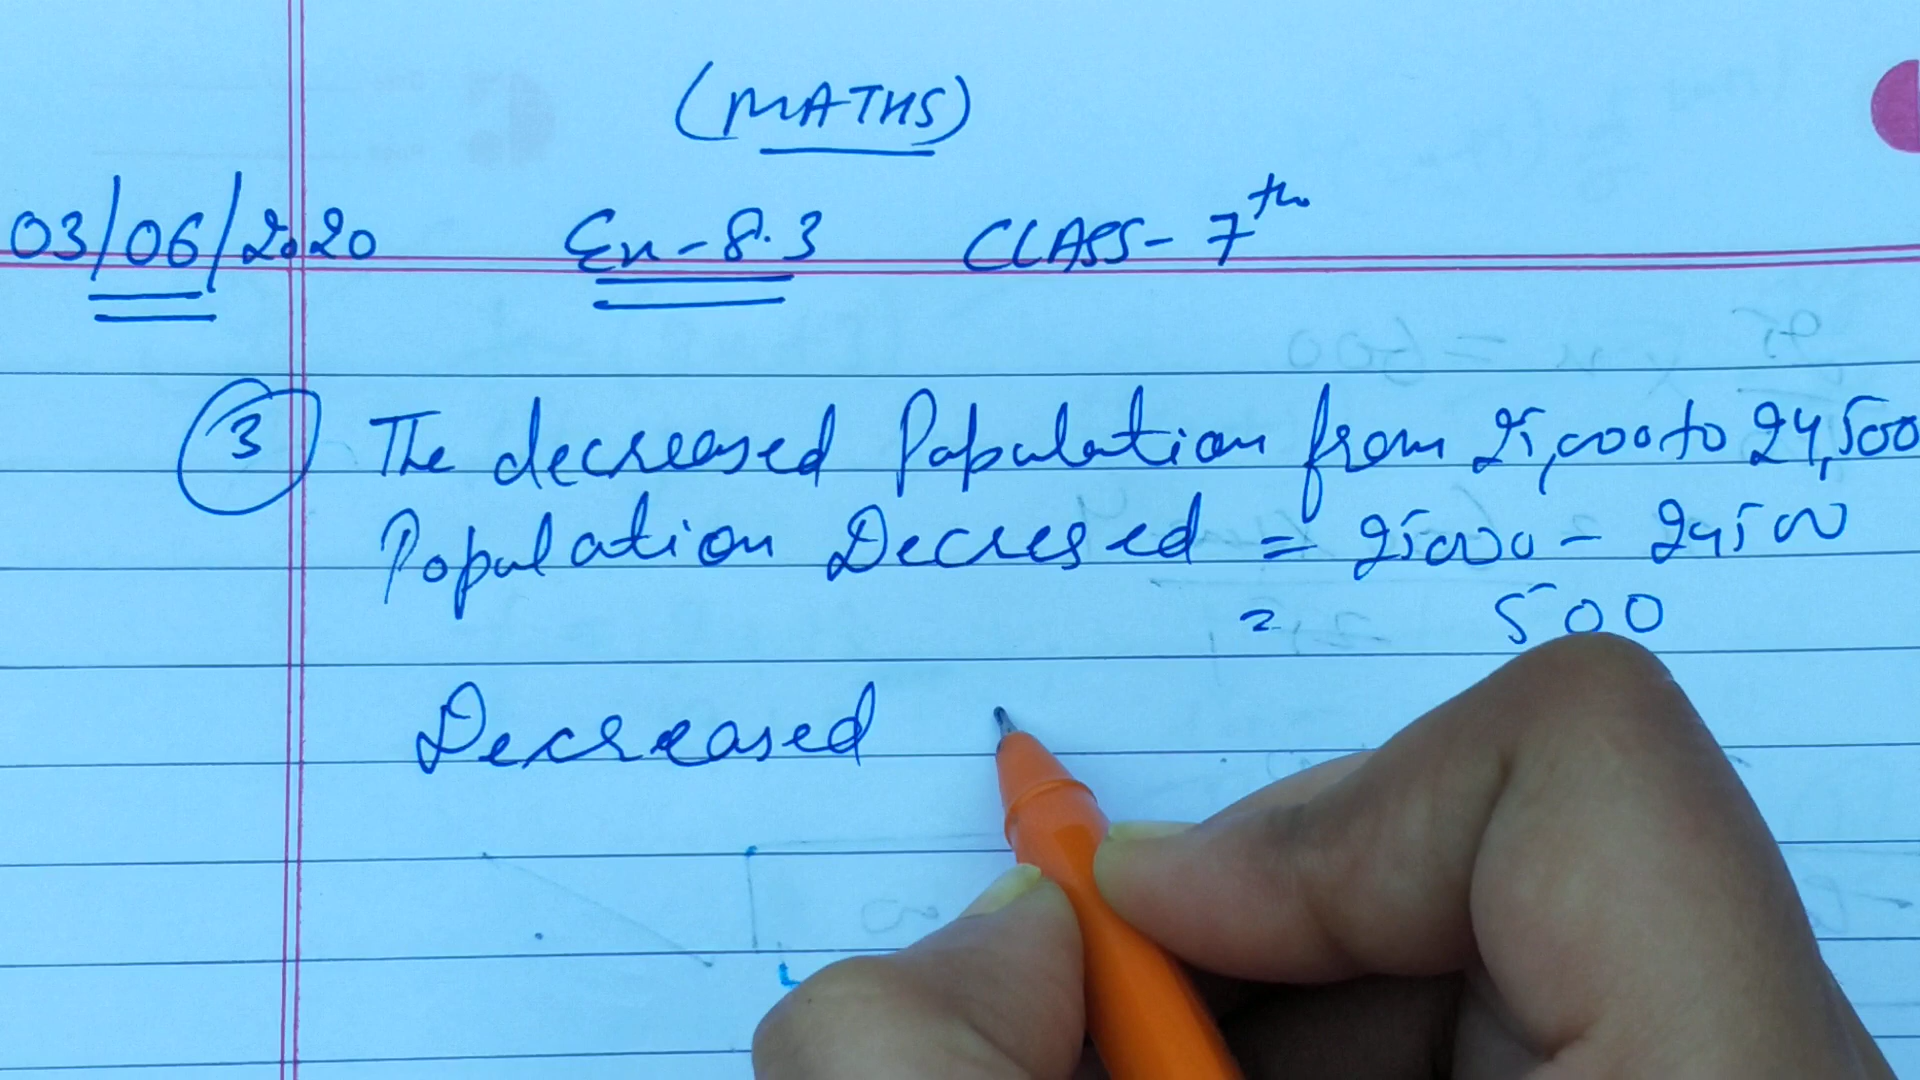 (MATHS)
03/06/2020 Ex-8.3 CLASS-7th
3 The decreased Population from 25,000 to 24,500
Population Decresed = 25000 - 24500
= 500
Decreased